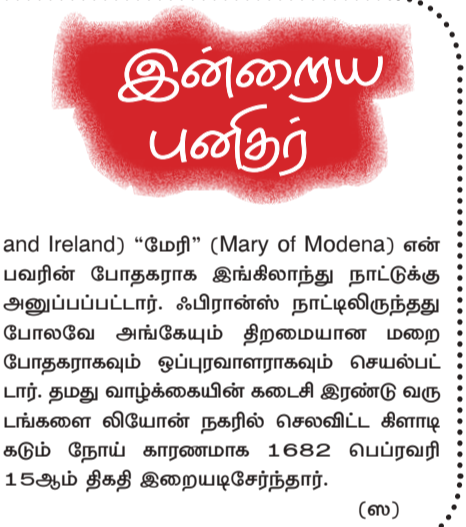 இன்றைய
புனிதர்
and Ireland) “மேரி” (Mary of Modena) என்
பவரின் போதகராக இங்கிலாந்து நாட்டுக்கு
அனுப்பப்பட்டார். ஃபிரான்ஸ் நாட்டிலிருந்தது
போலவே அங்கேயும் திறமையான மறை
போதகராகவும் ஒப்புரவாளராகவும் செயல்பட்
டார். தமது வாழ்க்கையின் கடைசி இரண்டு வரு
டங்களை லியோன் நகரில் செலவிட்ட கிளாடி
கடும் நோய் காரணமாக 1682 பெப்ரவரி
15ஆம் திகதி இறையடிசேர்ந்தார்.
(ஸ)